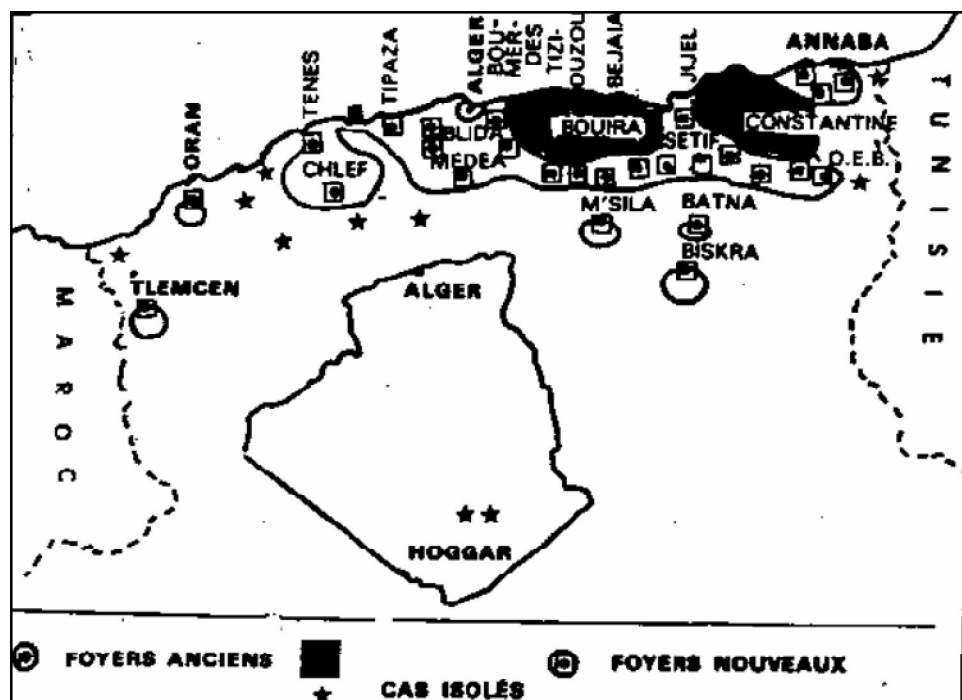 ORAN
TENES
TIPAZA
ALGER
BOU-
MER-
DES
TIZI-
OUZOU
BEJAIA
JIJEL
ANNABA
TUNISIE
BLIDA
BOUIRA
CONSTANTINE
CHLEF
MEDEA
SETIF
O.E.B.
M'SILA
BATNA
BISKRA
TLEMCEN
MAROC
ALGER
HOGGAR
FOYERS ANCIENS
FOYERS NOUVEAUX
CAS ISOLÉS